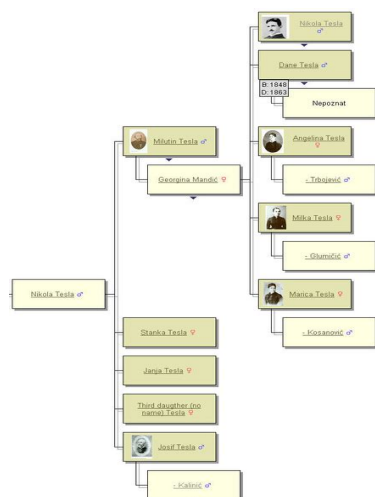 Nikola Tesla ♂
Dane Tesla ♂
B: 1848
D: 1863
Nepoznat
Angelina Tesla
♀
- Trbojević ♂
Milka Tesla ♀
- Glumičić ♂
Marica Tesla ♀
- Kosanović ♂
Milutin Tesla ♂
Georgina Mandić ♀
Nikola Tesla ♂
Stanka Tesla ♀
Janja Tesla ♀
Third daugther (no
name) Tesla ♀
Josif Tesla ♂
- Kalinić ♂